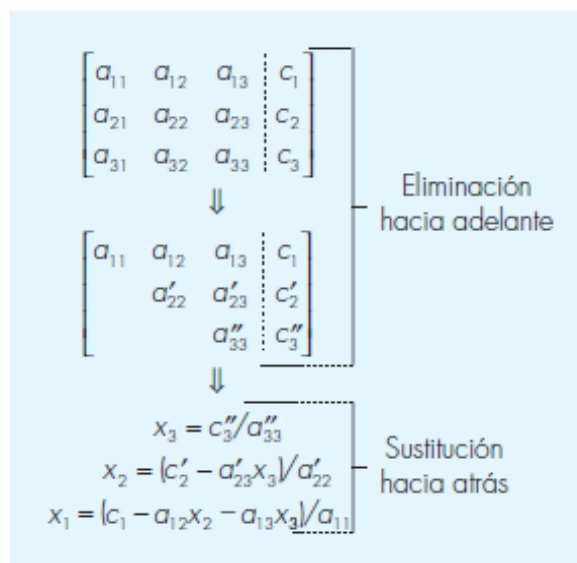 a₁₁ a₁₂ a₁₃ c₁
a₂₁ a₂₂ a₂₃ c₂
a₃₁ a₃₂ a₃₃ c₃
⇓
a₁₁ a₁₂ a₁₃ c₁
a′₂₂ a′₂₃ c′₂
a″₃₃ c″₃
Eliminación
hacia adelante
⇓
x₃ = c″₃/a″₃₃
x₂ = (c′₂ − a′₂₃x₃)/a′₂₂
x₁ = (c₁ − a₁₂x₂ − a₁₃x₃)/a₁₁
Sustitución
hacia atrás